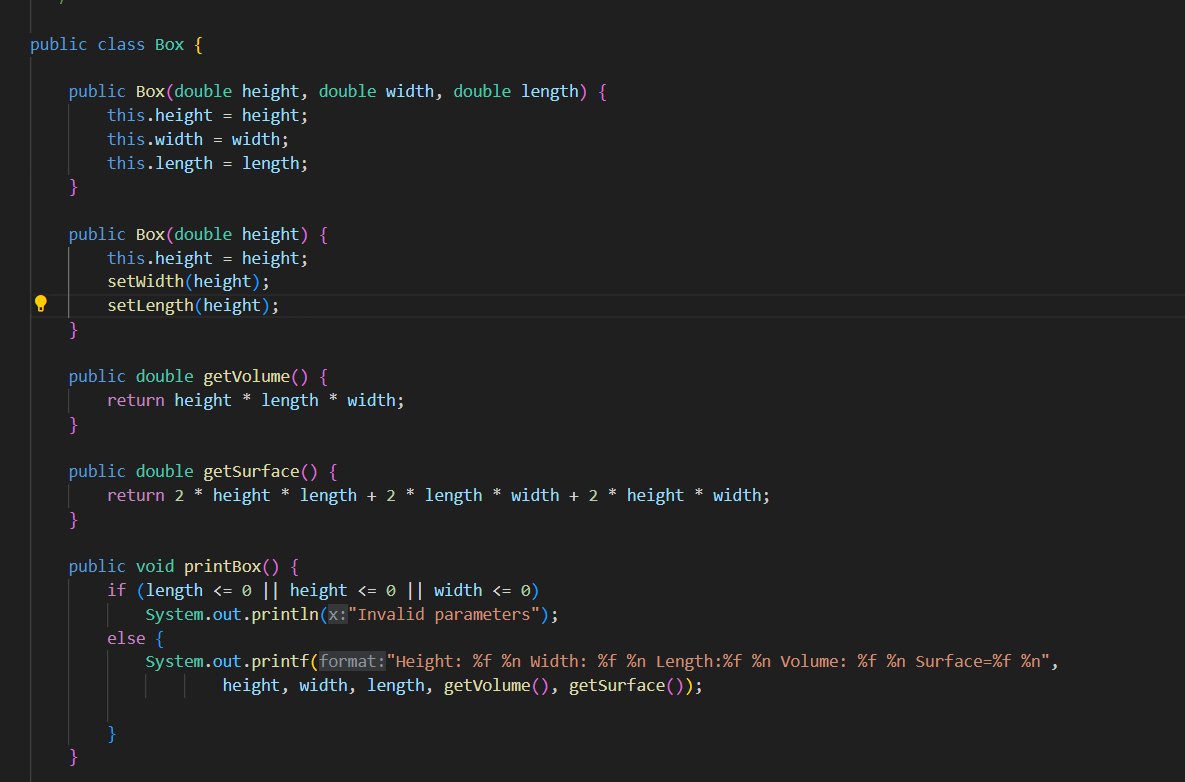 public class Box {
public Box(double height, double width, double length) {
this.height = height;
this.width = width;
this.length = length;
}
public Box(double height) {
this.height = height;
setWidth(height);
setLength(height);
}
public double getVolume() {
return height * length * width;
}
public double getSurface() {
return 2 * height * length + 2 * length * width + 2 * height * width;
}
public void printBox() {
if (length <= 0 || height <= 0 || width <= 0)
System.out.println(x:"Invalid parameters");
else {
System.out.printf(format:"Height: %f %n Width: %f %n Length:%f %n Volume: %f %n Surface=%f %n",
height, width, length, getVolume(), getSurface());
}
}